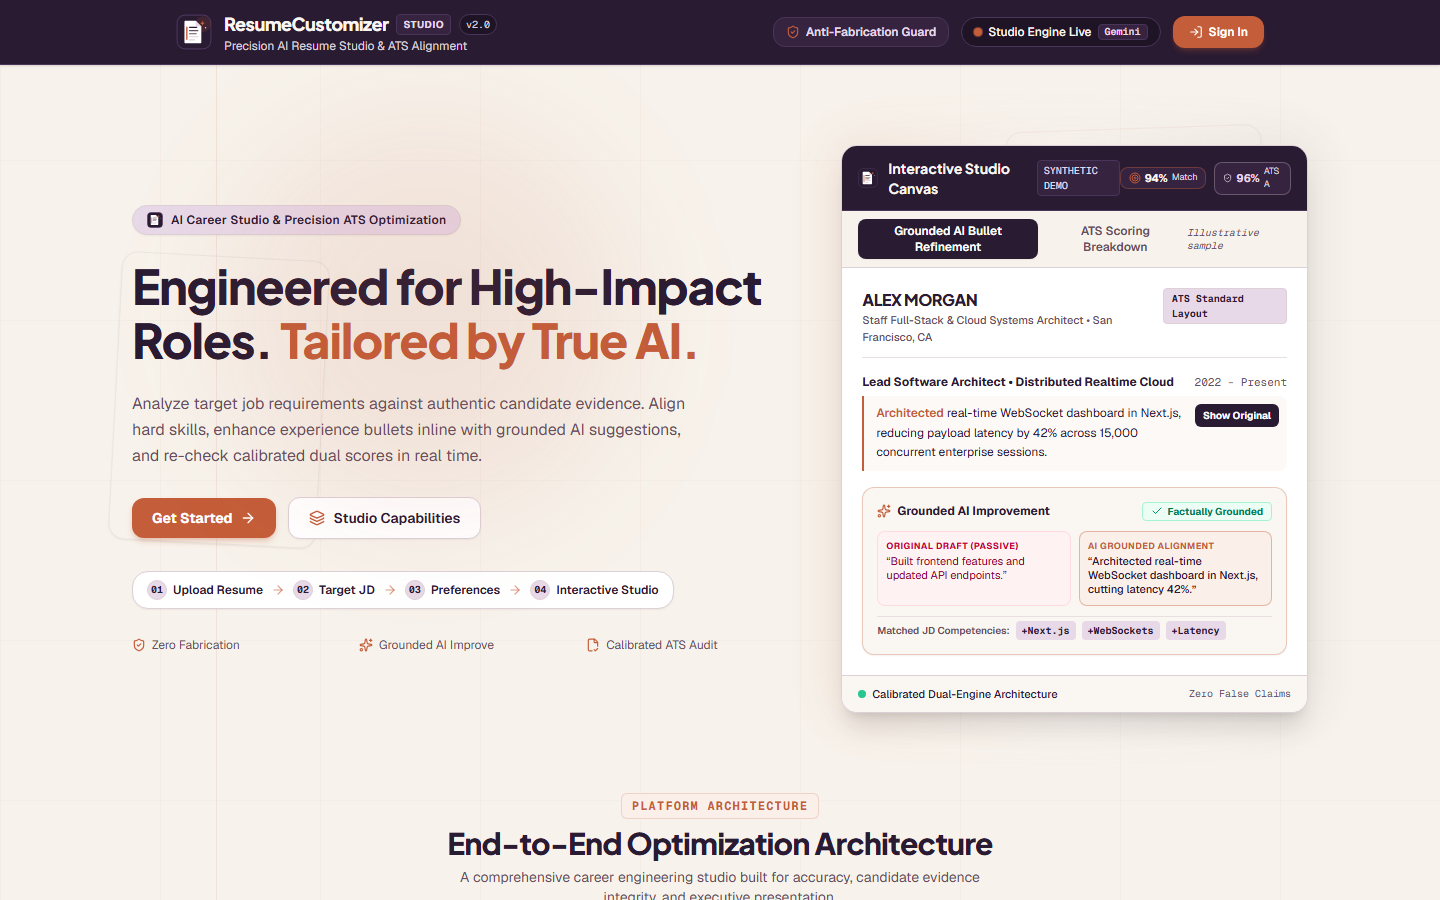 ResumeCustomizer STUDIO v2.0
Precision AI Resume Studio & ATS Alignment
Anti-Fabrication Guard
Studio Engine Live Gemini
Sign In
AI Career Studio & Precision ATS Optimization
Engineered for High-Impact
Roles. Tailored by True AI.
Analyze target job requirements against authentic candidate evidence. Align
hard skills, enhance experience bullets inline with grounded AI suggestions,
and re-check calibrated dual scores in real time.
Get Started
Studio Capabilities
01 Upload Resume → 02 Target JD → 03 Preferences → 04 Interactive Studio
Zero Fabrication
Grounded AI Improve
Calibrated ATS Audit
Interactive Studio
Canvas
SYNTHETIC
DEMO
94% Match
96% ATS
A
Grounded AI Bullet
Refinement
ATS Scoring
Breakdown
Illustrative
sample
ALEX MORGAN
Staff Full-Stack & Cloud Systems Architect • San
Francisco, CA
ATS Standard
Layout
Lead Software Architect • Distributed Realtime Cloud
2022 - Present
Architected real-time WebSocket dashboard in Next.js,
reducing payload latency by 42% across 15,000
concurrent enterprise sessions.
Show Original
Grounded AI Improvement
Factually Grounded
ORIGINAL DRAFT (PASSIVE)
“Built frontend features and
updated API endpoints.”
AI GROUNDED ALIGNMENT
“Architected real-time
WebSocket dashboard in Next.js,
cutting latency 42%.”
Matched JD Competencies: +Next.js +WebSockets +Latency
Calibrated Dual-Engine Architecture
Zero False Claims
PLATFORM ARCHITECTURE
End-to-End Optimization Architecture
A comprehensive career engineering studio built for accuracy, candidate evidence
integrity, and executive presentation.